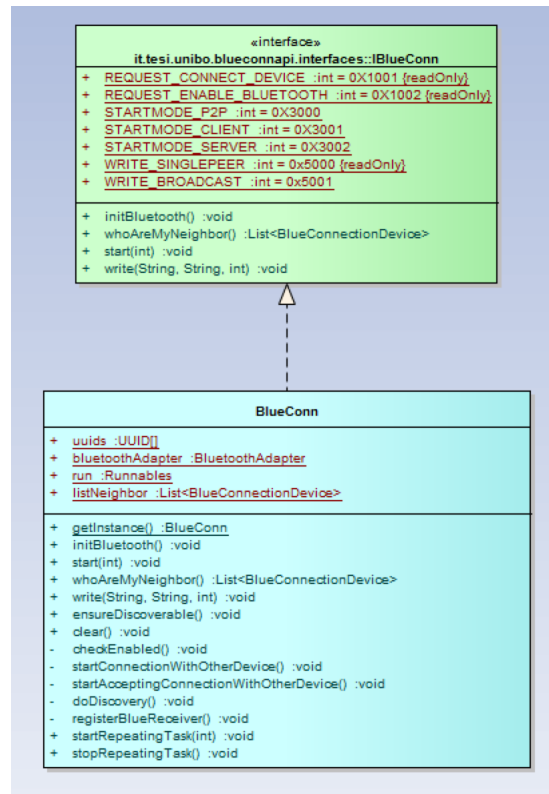 «interface»
it.tesi.unibo.blueconnapi.interfaces::IBlueConn
+ REQUEST_CONNECT_DEVICE :int = 0X1001 {readOnly}
+ REQUEST_ENABLE_BLUETOOTH :int = 0X1002 {readOnly}
+ STARTMODE_P2P :int = 0X3000
+ STARTMODE_CLIENT :int = 0X3001
+ STARTMODE_SERVER :int = 0X3002
+ WRITE_SINGLEPEER :int = 0x5000 {readOnly}
+ WRITE_BROADCAST :int = 0x5001
+ initBluetooth() :void
+ whoAreMyNeighbor() :List<BlueConnectionDevice>
+ start(int) :void
+ write(String, String, int) :void
BlueConn
+ uuids :UUID[]
+ bluetoothAdapter :BluetoothAdapter
+ run :Runnables
+ listNeighbor :List<BlueConnectionDevice>
+ getInstance() :BlueConn
+ initBluetooth() :void
+ start(int) :void
+ whoAreMyNeighbor() :List<BlueConnectionDevice>
+ write(String, String, int) :void
+ ensureDiscoverable() :void
+ clear() :void
- checkEnabled() :void
- startConnectionWithOtherDevice() :void
- startAcceptingConnectionWithOtherDevice() :void
- doDiscovery() :void
- registerBlueReceiver() :void
+ startRepeatingTask(int) :void
+ stopRepeatingTask() :void